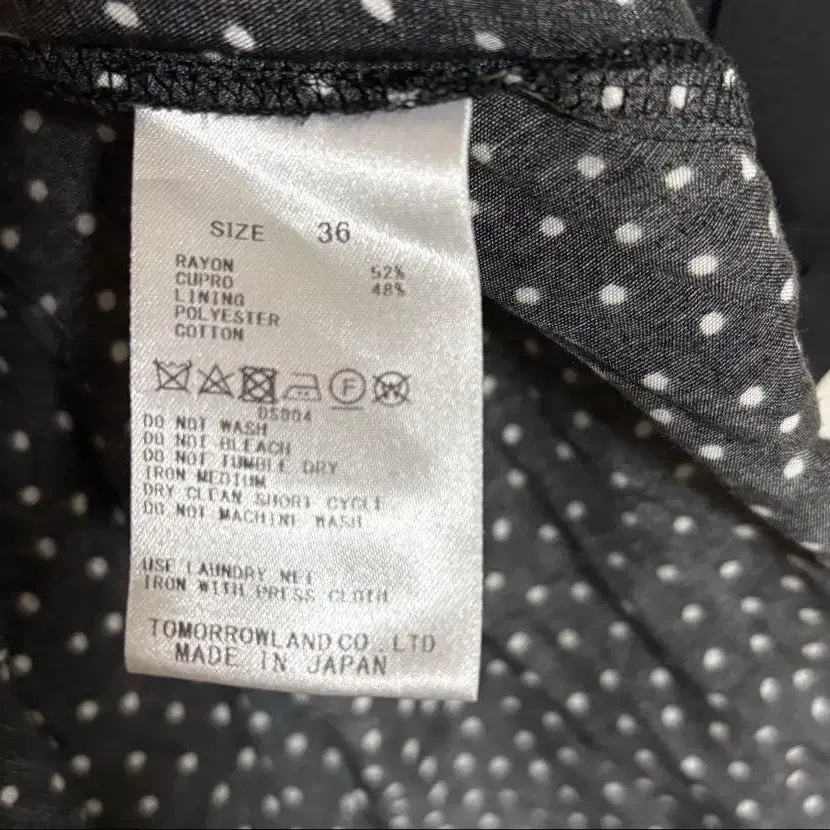 SIZE 36
RAYON 52%
CUPRO 48%
LINING
POLYESTER
COTTON
F
DS004
DO NOT WASH
DO NOT BLEACH
DO NOT TUMBLE DRY
IRON MEDIUM
DRY CLEAN SHORT CYCLE
DO NOT MACHINE WASH
USE LAUNDRY NET
IRON WITH PRESS CLOTH
TOMORROWLAND CO.,LTD
MADE IN JAPAN